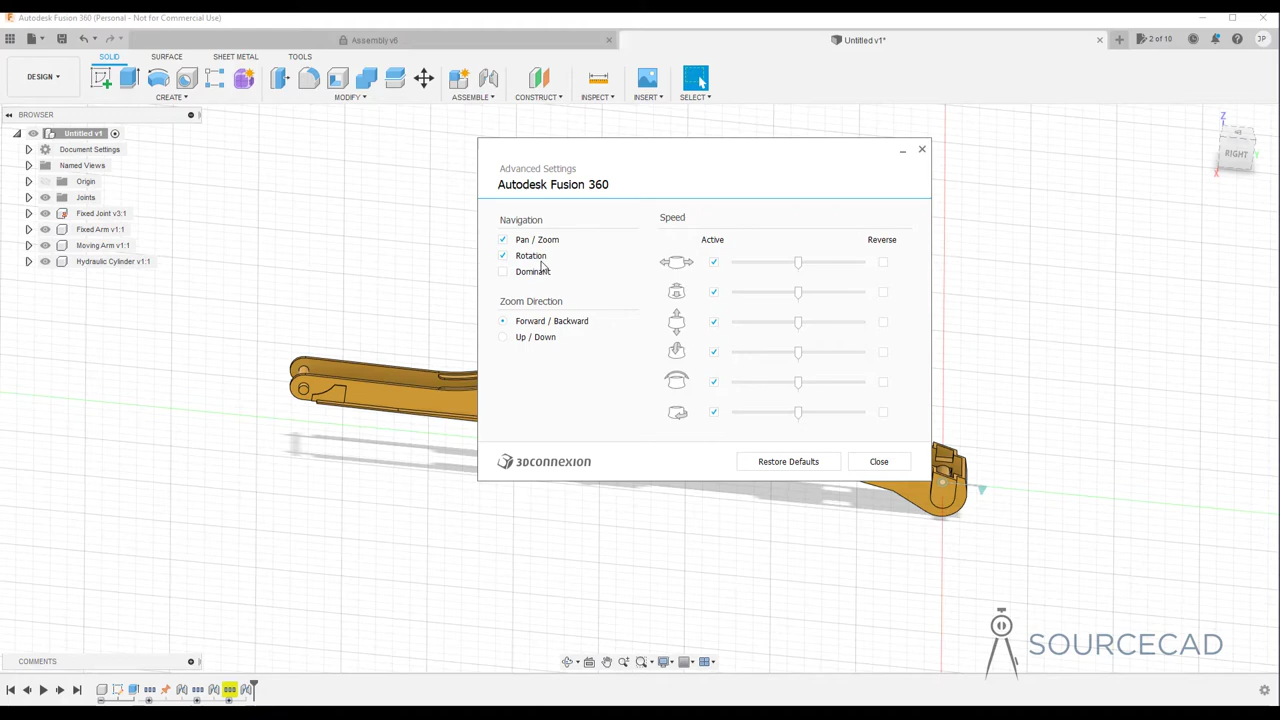 Autodesk Fusion 360 (Personal - Not for Commercial Use)
Assembly v6
Untitled v1*
2 of 10
JP
DESIGN
SOLID
SURFACE
SHEET METAL
TOOLS
CREATE
MODIFY
ASSEMBLE
CONSTRUCT
INSPECT
INSERT
SELECT
BROWSER
Untitled v1
Document Settings
Named Views
Origin
Joints
Fixed Joint v3:1
Fixed Arm v1:1
Moving Arm v1:1
Hydraulic Cylinder v1:1
Z
RIGHT
Y
X
Advanced Settings
Autodesk Fusion 360
Navigation
Pan / Zoom
Rotation
Dominant
Zoom Direction
Forward / Backward
Up / Down
Speed
Active
Reverse
3DCONNEXION
Restore Defaults
Close
SOURCECAD
COMMENTS